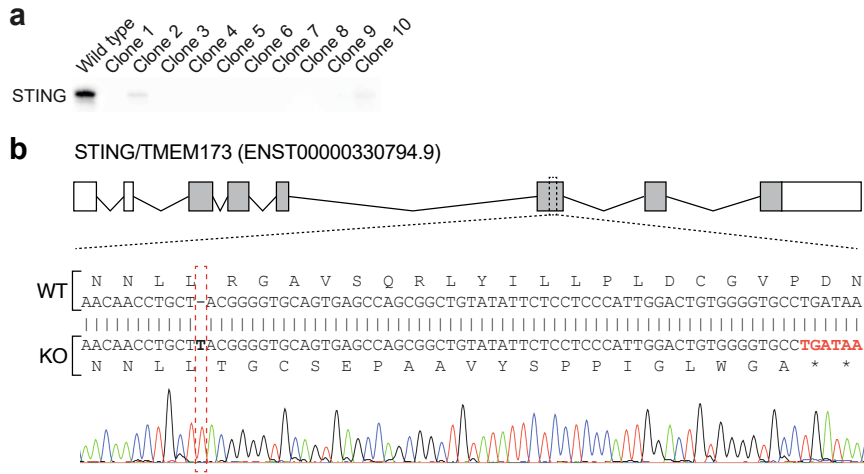 a
Wild type
Clone 1
Clone 2
Clone 3
Clone 4
Clone 5
Clone 6
Clone 7
Clone 8
Clone 9
Clone 10
STING
b
STING/TMEM173 (ENST00000330794.9)
N N L L R G A V S Q R L Y I L L P L D C G V P D N
WT
AACAACCTGCT-ACGGGGTGCAGTGAGCCAGCGGCTGTATATTCTCCTCCCATTGGACTGTGGGGTGCCTGATAA
KO
AACAACCTGCTTACGGGGTGCAGTGAGCCAGCGGCTGTATATTCTCCTCCCATTGGACTGTGGGGTGCCTGATAA
N N L L T G C S E P A A V Y S P P I G L W G A * *